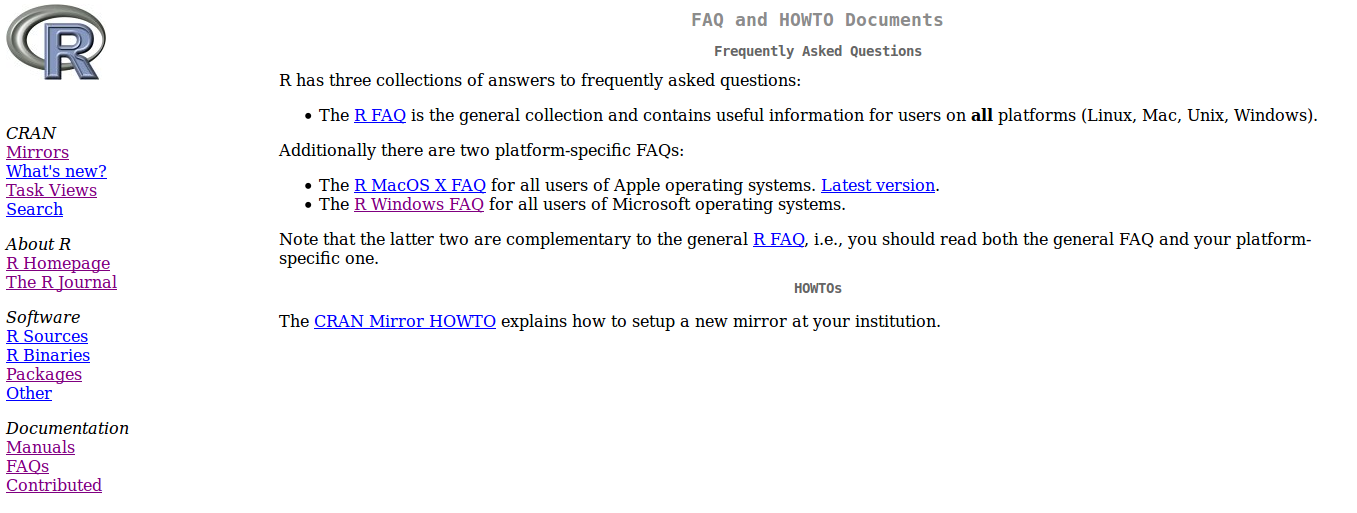 R
CRAN
Mirrors
What's new?
Task Views
Search
About R
R Homepage
The R Journal
Software
R Sources
R Binaries
Packages
Other
Documentation
Manuals
FAQs
Contributed
FAQ and HOWTO Documents
Frequently Asked Questions
R has three collections of answers to frequently asked questions:
• The R FAQ is the general collection and contains useful information for users on all platforms (Linux, Mac, Unix, Windows).
Additionally there are two platform-specific FAQs:
• The R MacOS X FAQ for all users of Apple operating systems. Latest version.
• The R Windows FAQ for all users of Microsoft operating systems.
Note that the latter two are complementary to the general R FAQ, i.e., you should read both the general FAQ and your platform-
specific one.
HOWTOs
The CRAN Mirror HOWTO explains how to setup a new mirror at your institution.